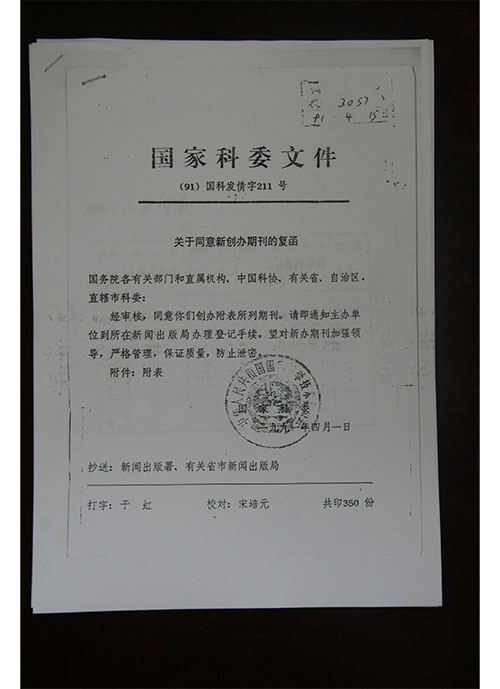 3057
91 4 15
国家科委文件
(91)国科发情字211 号
关于同意新创办期刊的复函
国务院各有关部门和直属机构、中国科协、有关省、自治区、
直辖市科委:
经审核,同意你们创办附表所列期刊。请即通知主办单
位到所在新闻出版局办理登记手续。望对新办期刊加强领
导,严格管理,保证质量,防止泄密。
附件:附表
中华人民共和国国
一九九一年四月一日
抄送:新闻出版署、有关省市新闻出版局
打字:于 虹 校对:宋培元 共印350 份